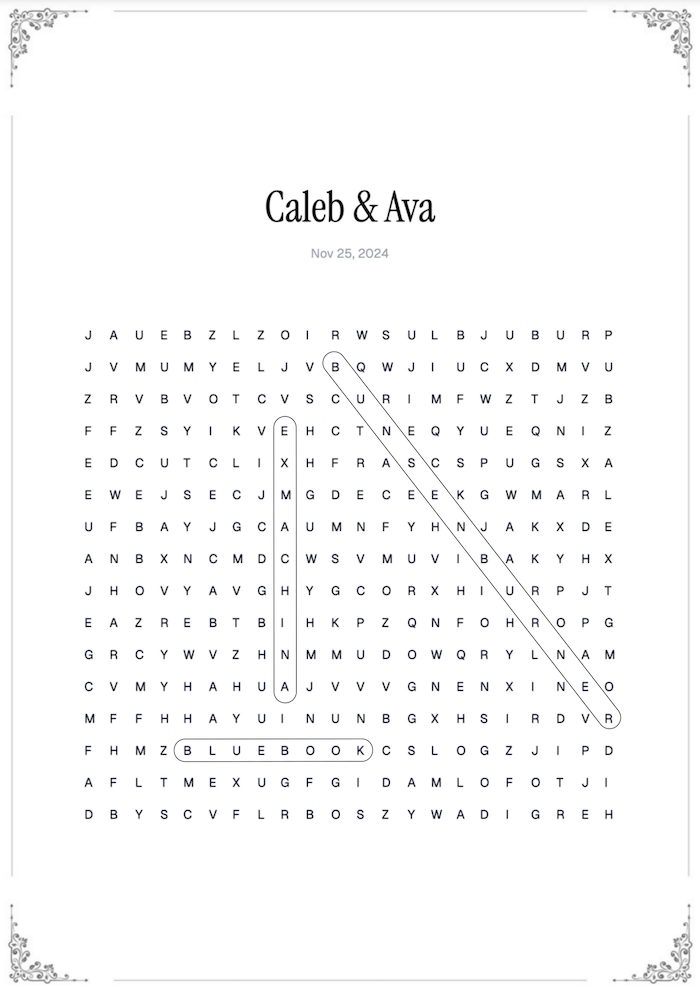 Caleb & Ava
Nov 25, 2024
J A U E B Z L Z O I R W S U L B J U B U R P
J V M U M Y E L J V B Q W J I U C X D M V U
Z R V B V O T C V S C U R I M F W Z T J Z B
F F Z S Y I K V E H C T N E Q Y U E Q N I Z
E D C U T C L I X H F R A S C S P U G S X A
E W E J S E C J M G D E C E E K G W M A R L
U F B A Y J G C A U M N F Y H N J A K X D E
A N B X N C M D C W S V M U V I B A K Y H X
J H O V Y A V G H Y G C O R X H I U R P J T
E A Z R E B T B I H K P Z Q N F O H R O P G
G R C Y W V Z H N M M U D O W Q R Y L N A M
C V M Y H A H U A J V V V G N E N X I N E O
M F F H H A Y U I N U N B G X H S I R D V R
F H M Z B L U E B O O K C S L O G Z J I P D
A F L T M E X U G F G I D A M L O F O T J I
D B Y S C V F L R B O S Z Y W A D I G R E H